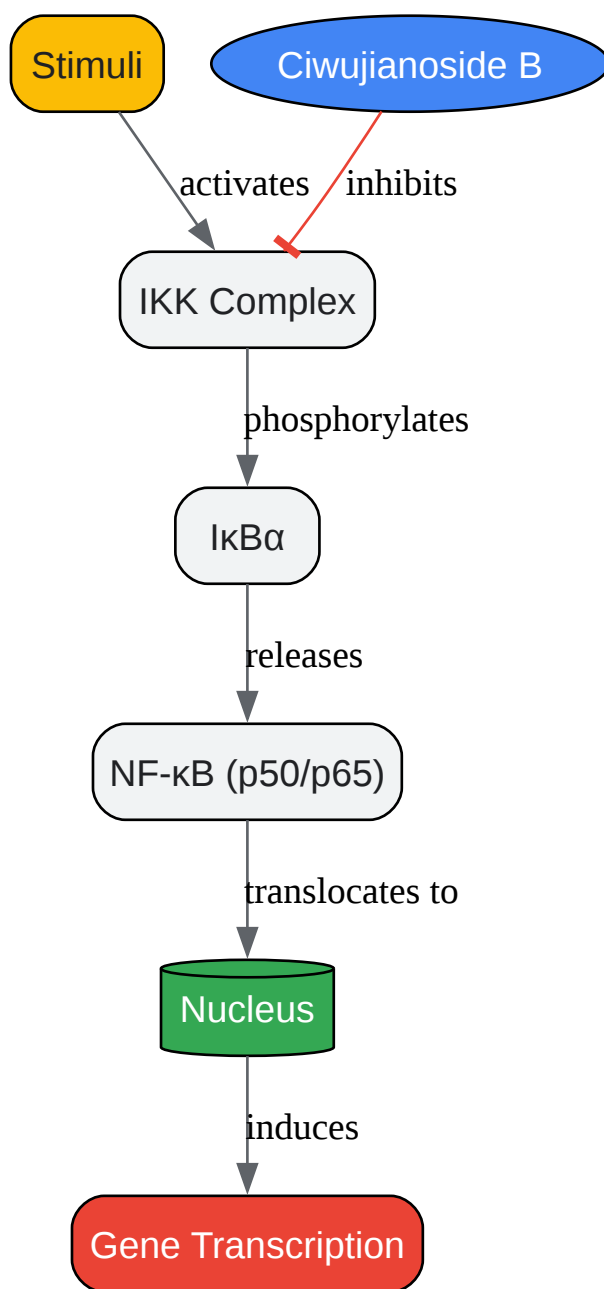 Stimuli
Ciwujianoside B
activates
inhibits
IKK Complex
phosphorylates
IκBα
releases
NF-κB (p50/p65)
translocates to
Nucleus
induces
Gene Transcription